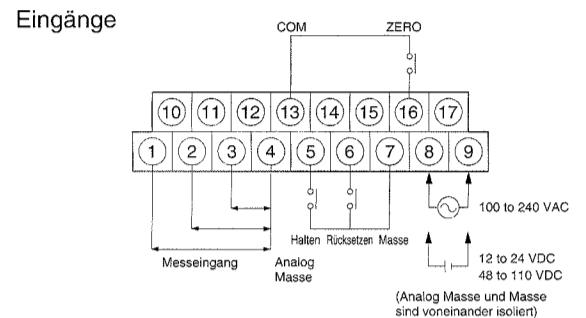 Eingänge
COM ZERO
10 11 12 13 14 15 16 17
1 2 3 4 5 6 7 8 9
100 to 240 VAC
Halten Rücksetzen Masse
Messeingang Analog Masse
12 to 24 VDC
48 to 110 VDC
(Analog Masse und Masse
sind voneinander isoliert)